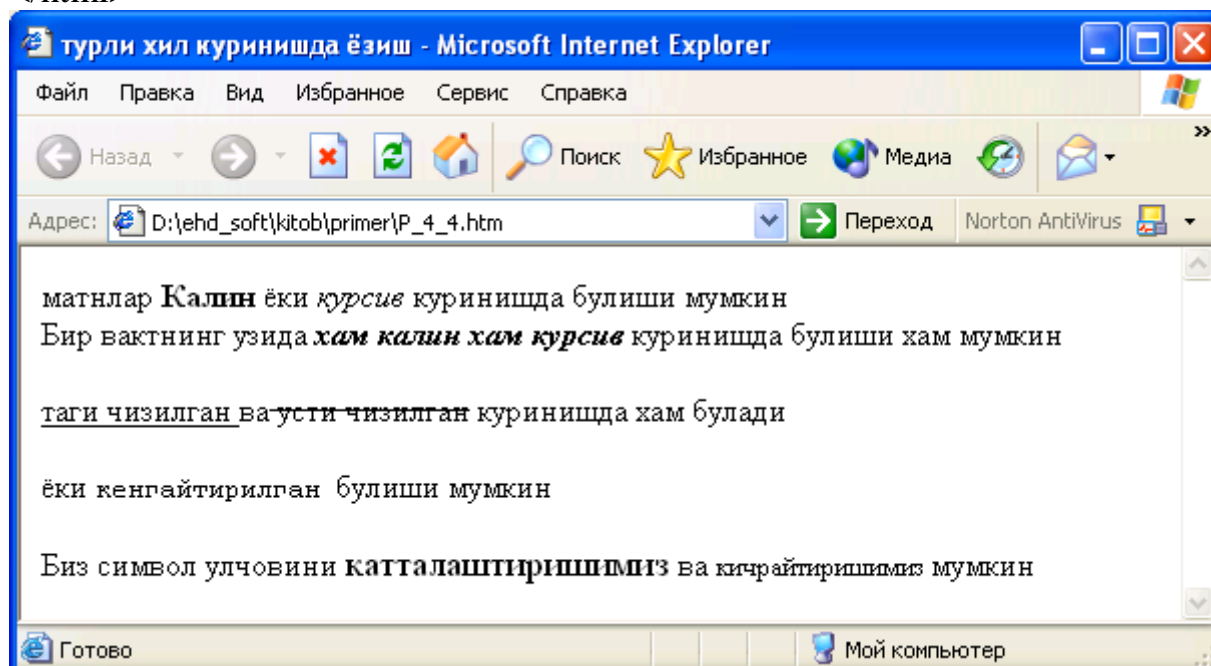 турли хил куринишда ёзиш - Microsoft Internet Explorer
Файл Правка Вид Избранное Сервис Справка
Назад Поиск Избранное Медиа »
Адрес: D:\ehd_soft\kitob\primer\P_4_4.htm Переход Norton AntiVirus
матнлар Калин ёки курсив куринишда булиши мумкин
Бир вактнинг узида хам калин хам курсив куринишда булиши хам мумкин
таги чизилган ва усти чизилган куринишда хам булади
ёки кенгайтирилган булиши мумкин
Биз символ улчовини катталаштиришимиз ва кичрайтиришимиз мумкин
Готово Мой компьютер